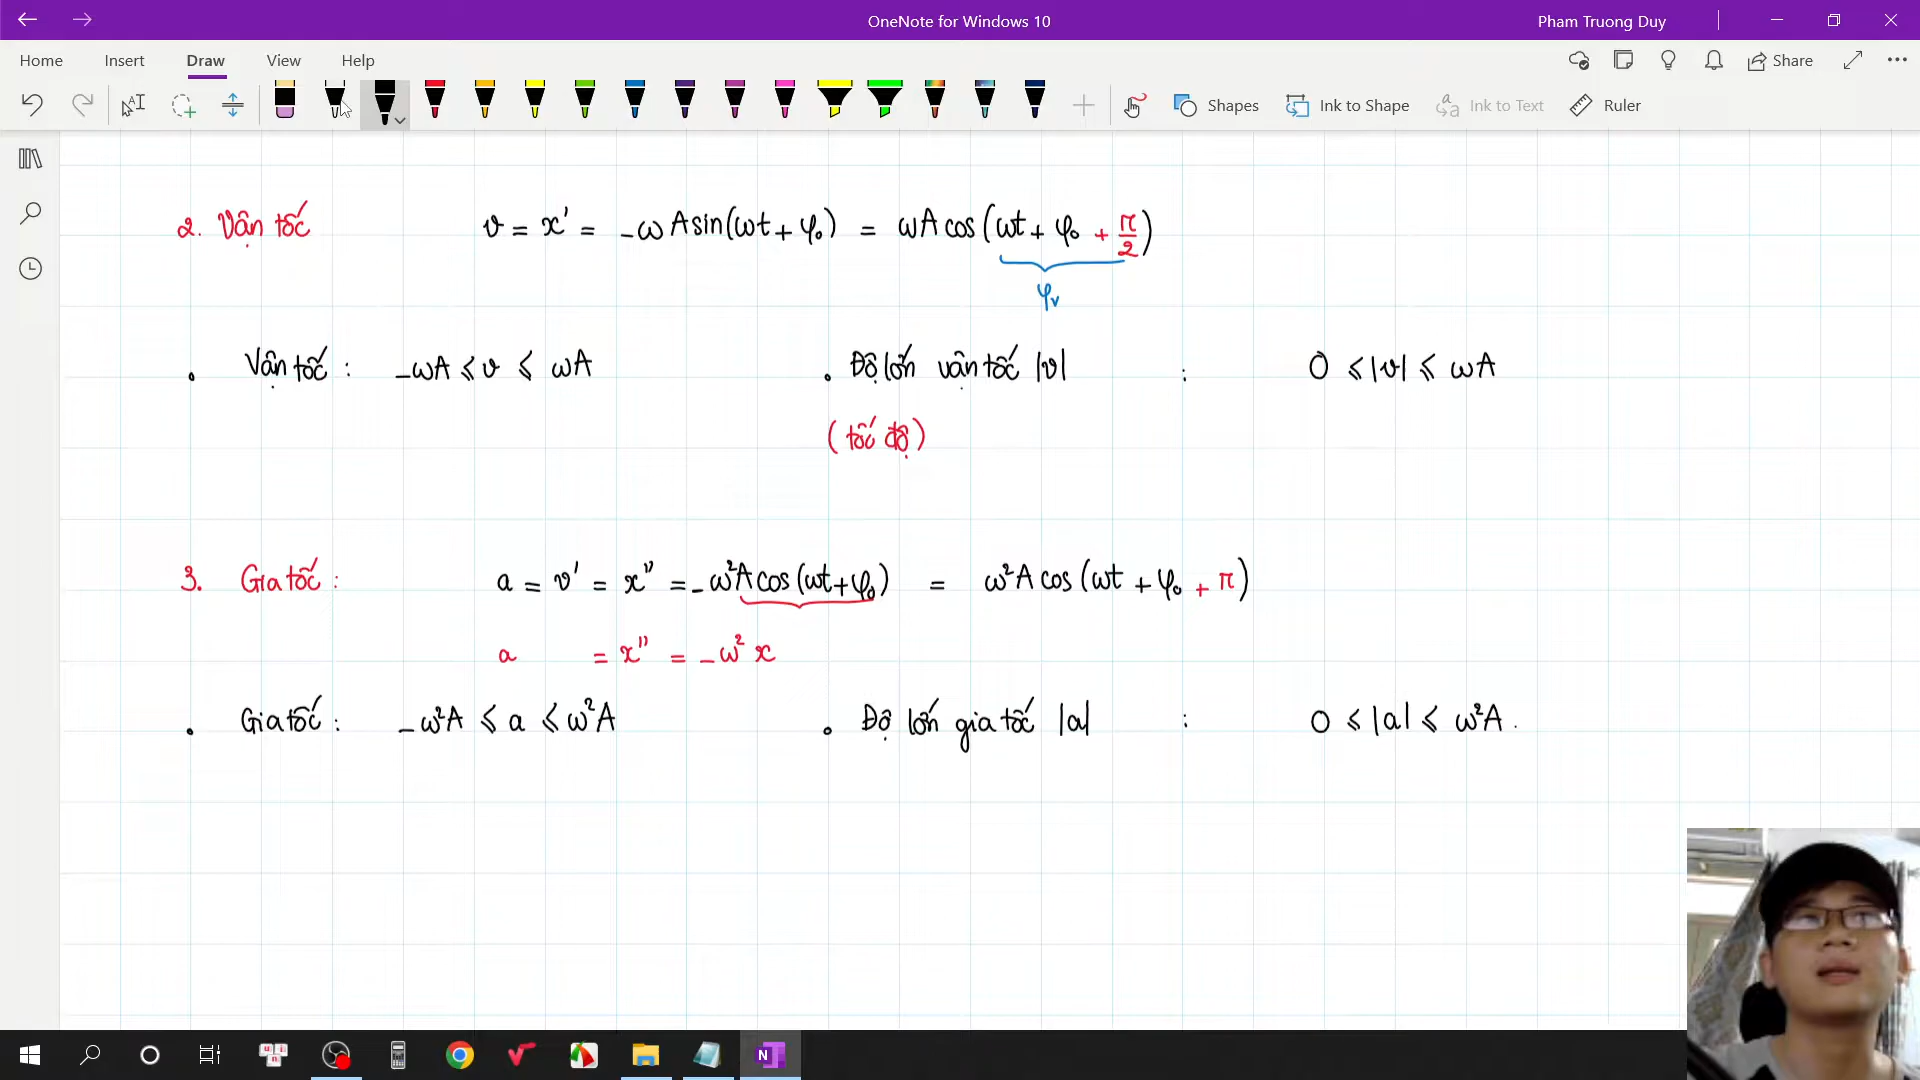 OneNote for Windows 10
Pham Truong Duy
Home Insert Draw View Help
Share
Shapes Ink to Shape Ink to Text Ruler
2. Vận tốc v = x' = -ωAsin(ωt + φ₀) = ωAcos(ωt + φ₀ + π/2)
φᵥ
• Vận tốc : -ωA ⩽ v ⩽ ωA • Độ lớn vận tốc |v| : 0 ⩽ |v| ⩽ ωA
(tốc độ)
3. Gia tốc : a = v' = x'' = -ω²Acos(ωt+φ₀) = ω²Acos(ωt + φ₀ + π)
a = x'' = -ω²x
• Gia tốc : -ω²A ⩽ a ⩽ ω²A • Độ lớn gia tốc |a| : 0 ⩽ |a| ⩽ ω²A.